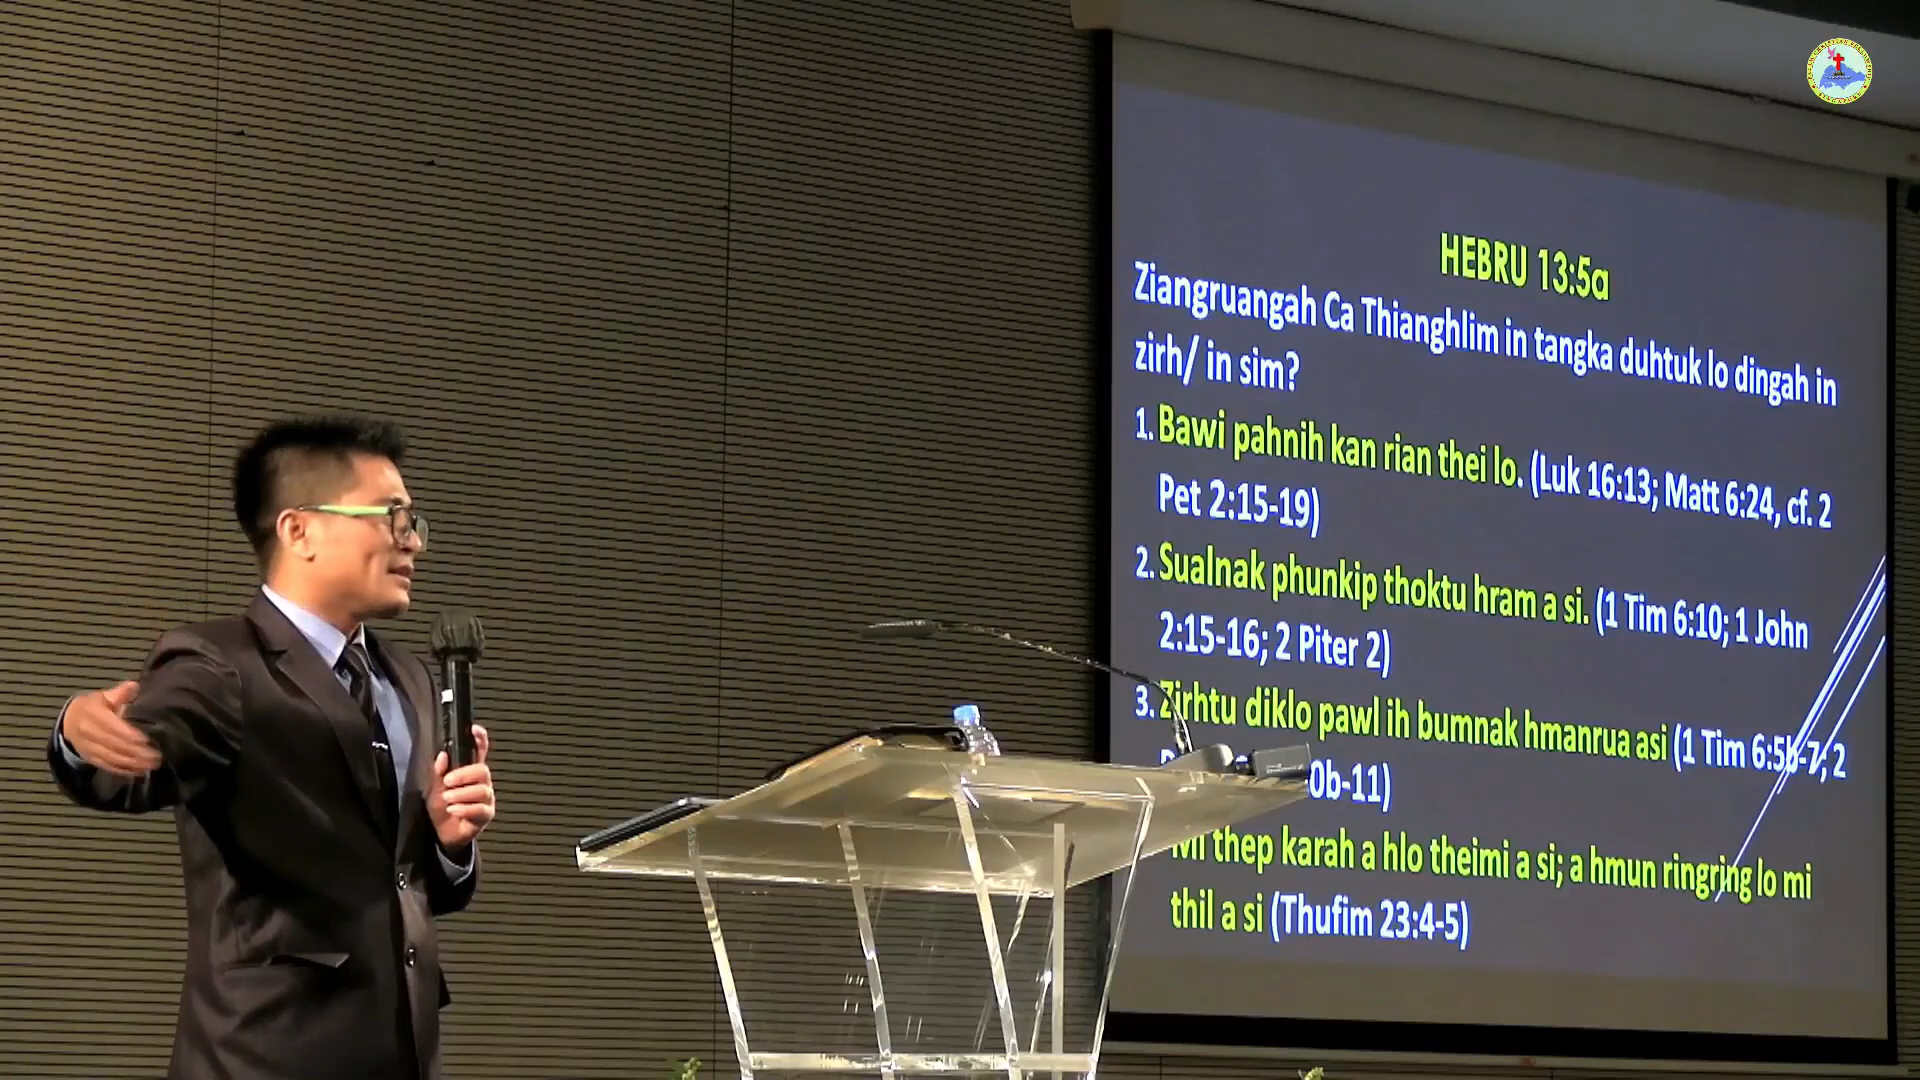 HEBRU 13:5a
Ziangruangah Ca Thianghlim in tangka duhtuk lo dingah in
zirh/ in sim?
1. Bawi pahnih kan rian thei lo. (Luk 16:13; Matt 6:24, cf. 2
Pet 2:15-19)
2. Sualnak phunkip thoktu hram a si. (1 Tim 6:10; 1 John
2:15-16; 2 Piter 2)
3. Zirhtu diklo pawl ih bumnak hmanrua asi (1 Tim 6:5b-7; 2
0b-11)
thep karah a hlo theimi a si; a hmun ringring lo mi
thil a si (Thufim 23:4-5)